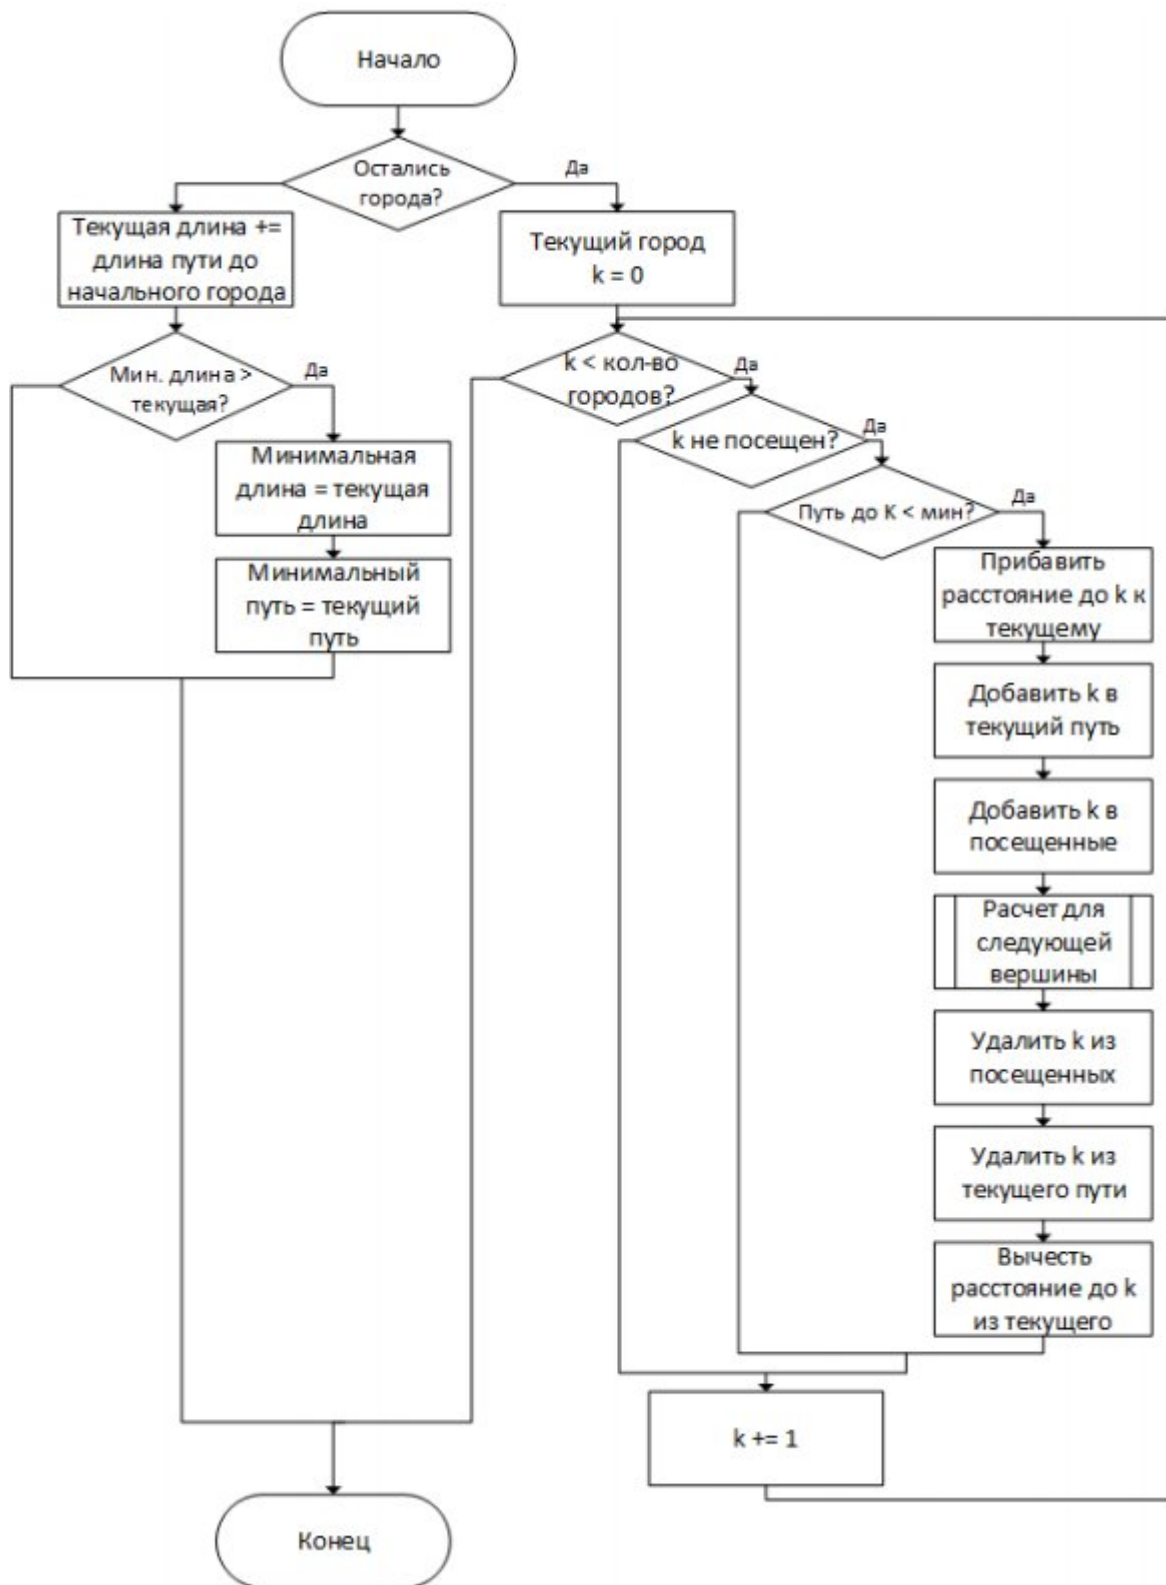 Начало
Остались
города?
Да
Текущая длина +=
длина пути до
начального города
Текущий город
k = 0
Мин. длина >
текущая?
Да
k < кол-во
городов?
Да
k не посещен?
Да
Минимальная
длина = текущая
длина
Путь до K < мин?
Да
Минимальный
путь = текущий
путь
Прибавить
расстояние до k к
текущему
Добавить k в
текущий путь
Добавить k в
посещенные
Расчет для
следующей
вершины
Удалить k из
посещенных
Удалить k из
текущего пути
Вычесть
расстояние до k
из текущего
k += 1
Конец